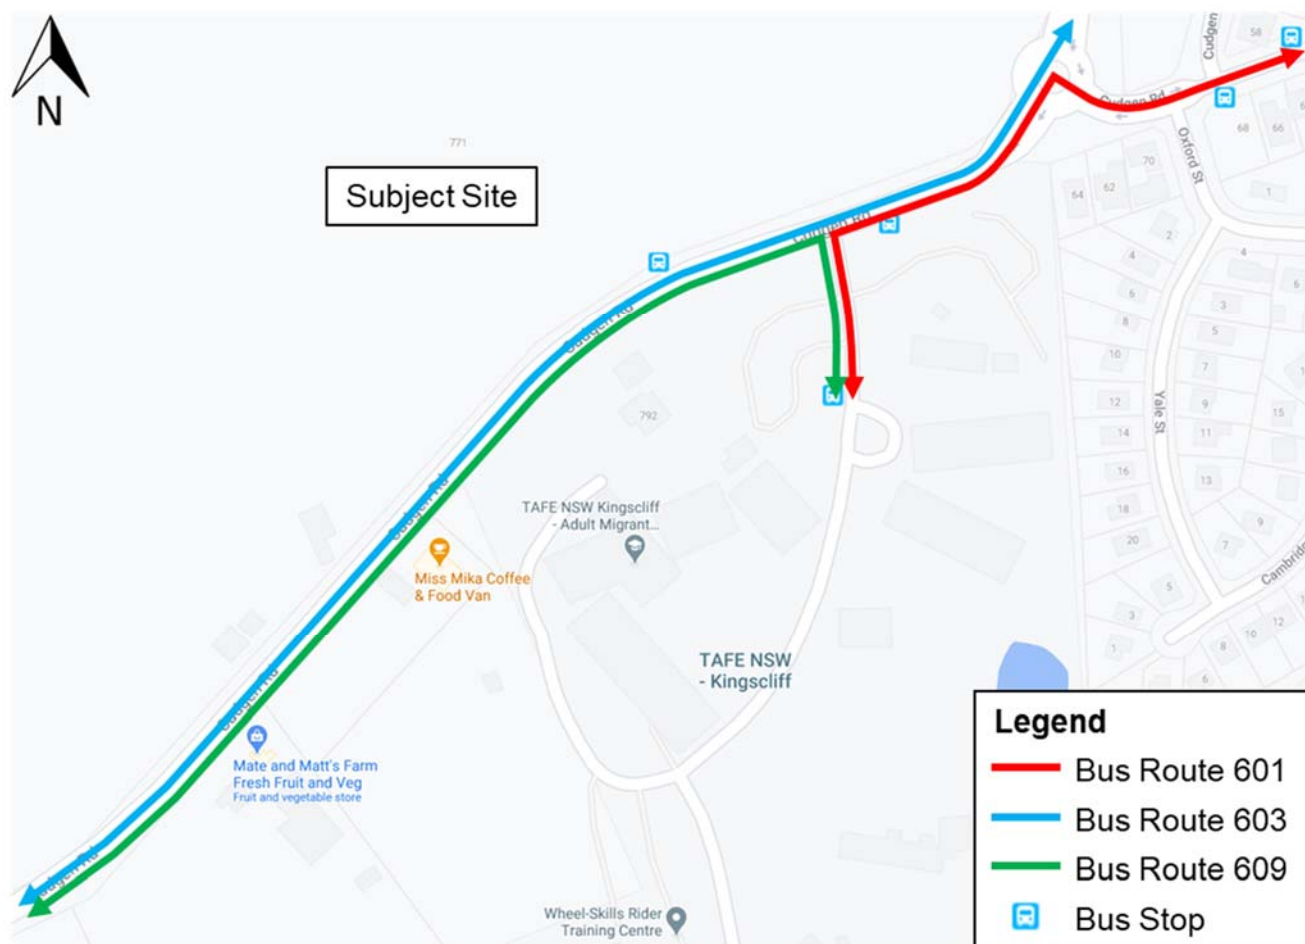 N
771
Subject Site
58
Cudgen
Cudgen Rd
68
66
70
62
64
Oxford St
1
2
4
4
6
6
3
8
5
10
7
12
9
15
14
11
16
13
18
20
9
7
5
Yale St
Cambridge
1
8
10
12
6
Cudgen Rd
Cudgen Rd
792
Cudgen Rd
TAFE NSW Kingscliff
- Adult Migrant...
Miss Mika Coffee
& Food Van
TAFE NSW
- Kingscliff
Cudgen Rd
Mate and Matt's Farm
Fresh Fruit and Veg
Fruit and vegetable store
Cudgen Rd
Wheel-Skills Rider
Training Centre
Legend
Bus Route 601
Bus Route 603
Bus Route 609
Bus Stop